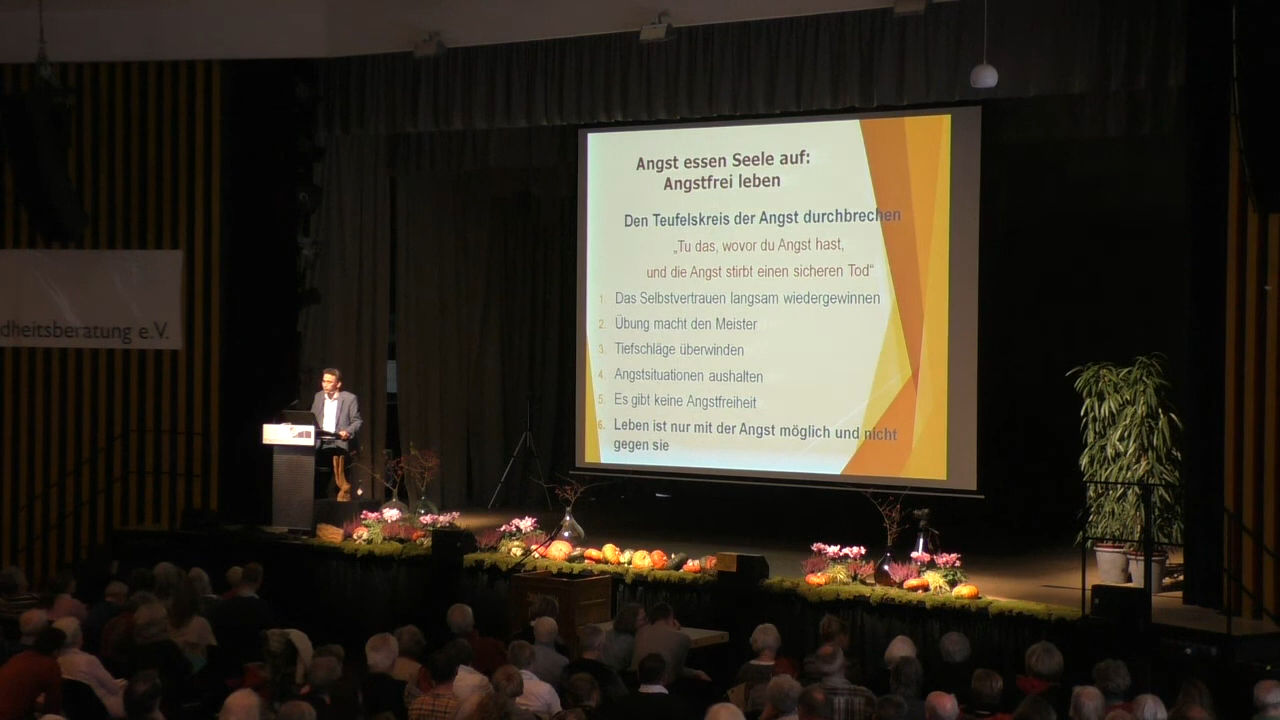 Angst essen Seele auf:
Angstfrei leben
Den Teufelskreis der Angst durchbrechen
„Tu das, wovor du Angst hast,
und die Angst stirbt einen sicheren Tod“
1. Das Selbstvertrauen langsam wiedergewinnen
2. Übung macht den Meister
3. Tiefschläge überwinden
4. Angstsituationen aushalten
5. Es gibt keine Angstfreiheit
6. Leben ist nur mit der Angst möglich und nicht
gegen sie
dheitsberatung e.V.